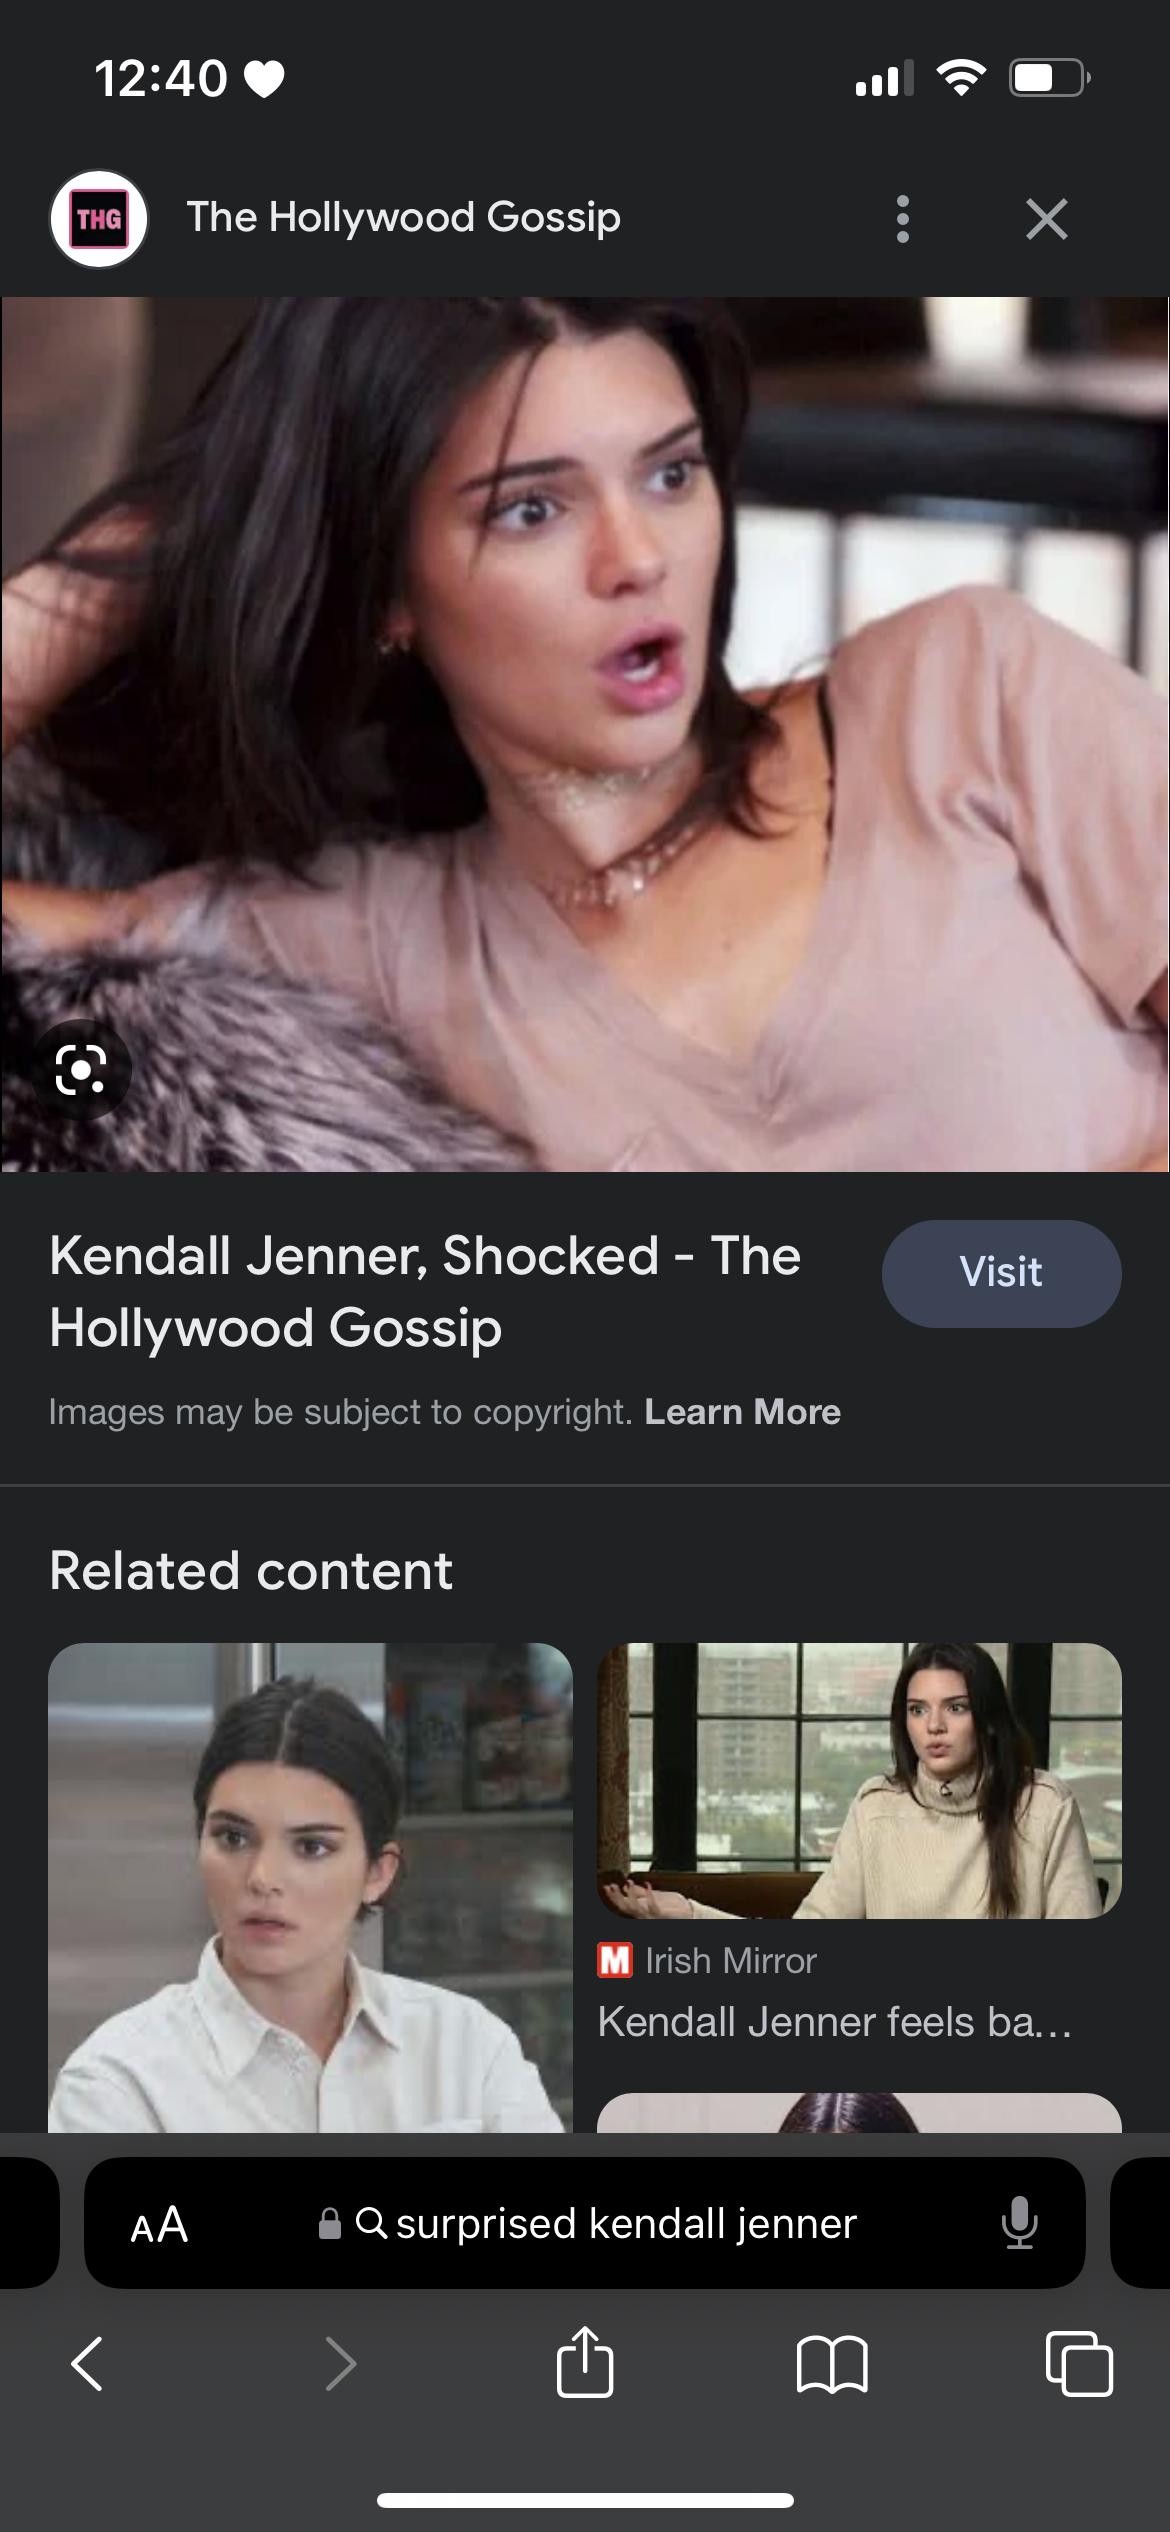 12:40
THG
The Hollywood Gossip
Kendall Jenner, Shocked - The
Hollywood Gossip
Visit
Images may be subject to copyright. Learn More
Related content
M Irish Mirror
Kendall Jenner feels ba...
AA
surprised kendall jenner